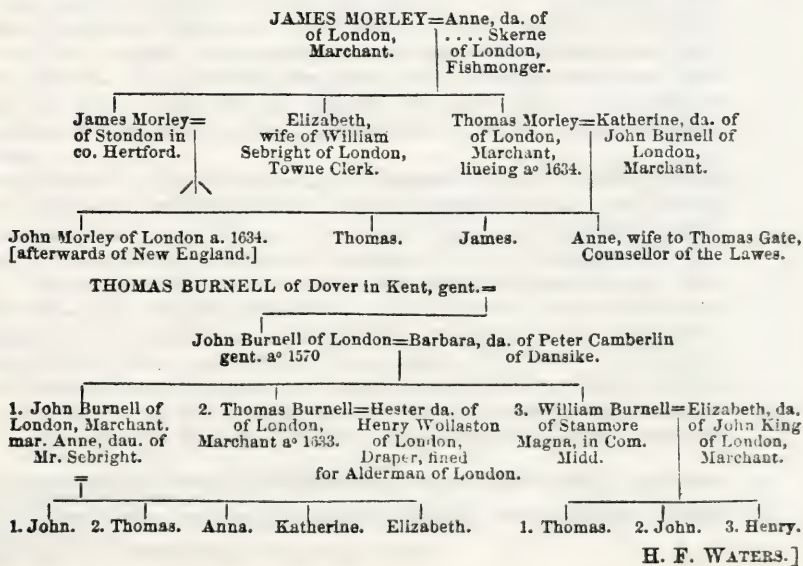 JAMES MORLEY=Anne, da. of
of London, .... Skerne
Marchant. of London,
Fishmonger.
James Morley=
of Stondon in
co. Hertford.
Elizabeth,
wife of William
Sebright of London,
Towne Clerk.
Thomas Morley=Katherine, da. of
of London, John Burnell of
Marchant, London,
liueing aº 1634. Marchant.
John Morley of London a. 1634.
[afterwards of New England.]
Thomas.
James.
Anne, wife to Thomas Gate,
Counsellor of the Lawes.
THOMAS BURNELL of Dover in Kent, gent.=
John Burnell of London=Barbara, da. of Peter Camberlin
gent. aº 1570 of Dansike.
1. John Burnell of
London, Marchant.
mar. Anne, dau. of
Mr. Sebright.
=
2. Thomas Burnell=Hester da. of
of London, Henry Wollaston
Marchant aº 1633. of London,
Draper, fined
for Alderman of London.
3. William Burnell=Elizabeth, da.
of Stanmore of John King
Magna, in Com. of London,
Midd. Marchant.
1. John. 2. Thomas. Anna. Katherine. Elizabeth.
1. Thomas. 2. John. 3. Henry.
H. F. WATERS.]